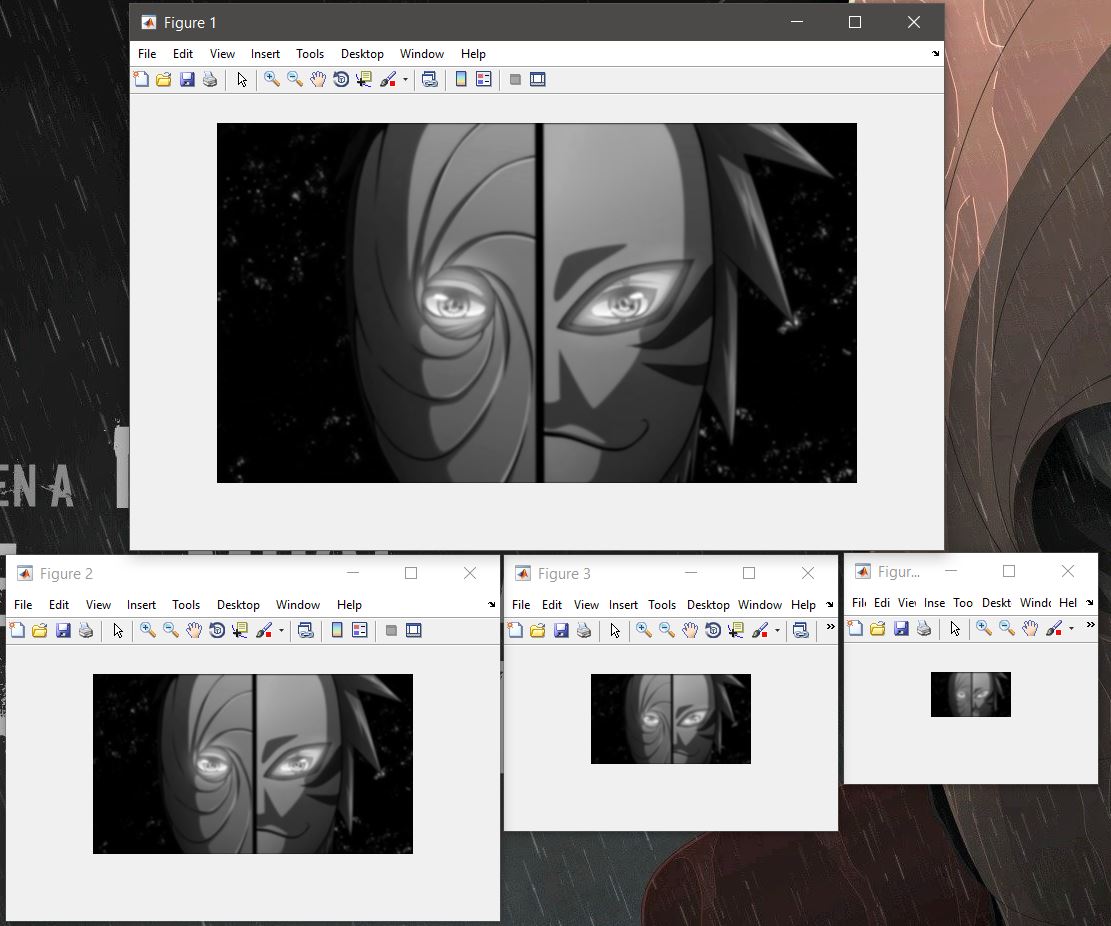 Figure 1
File Edit View Insert Tools Desktop Window Help
EN A
Figure 2
File Edit View Insert Tools Desktop Window Help
Figure 3
File Edit View Insert Tools Desktop Window Help
Figur...
Fil Edi Vie Inse Too Deskt Windo Hel